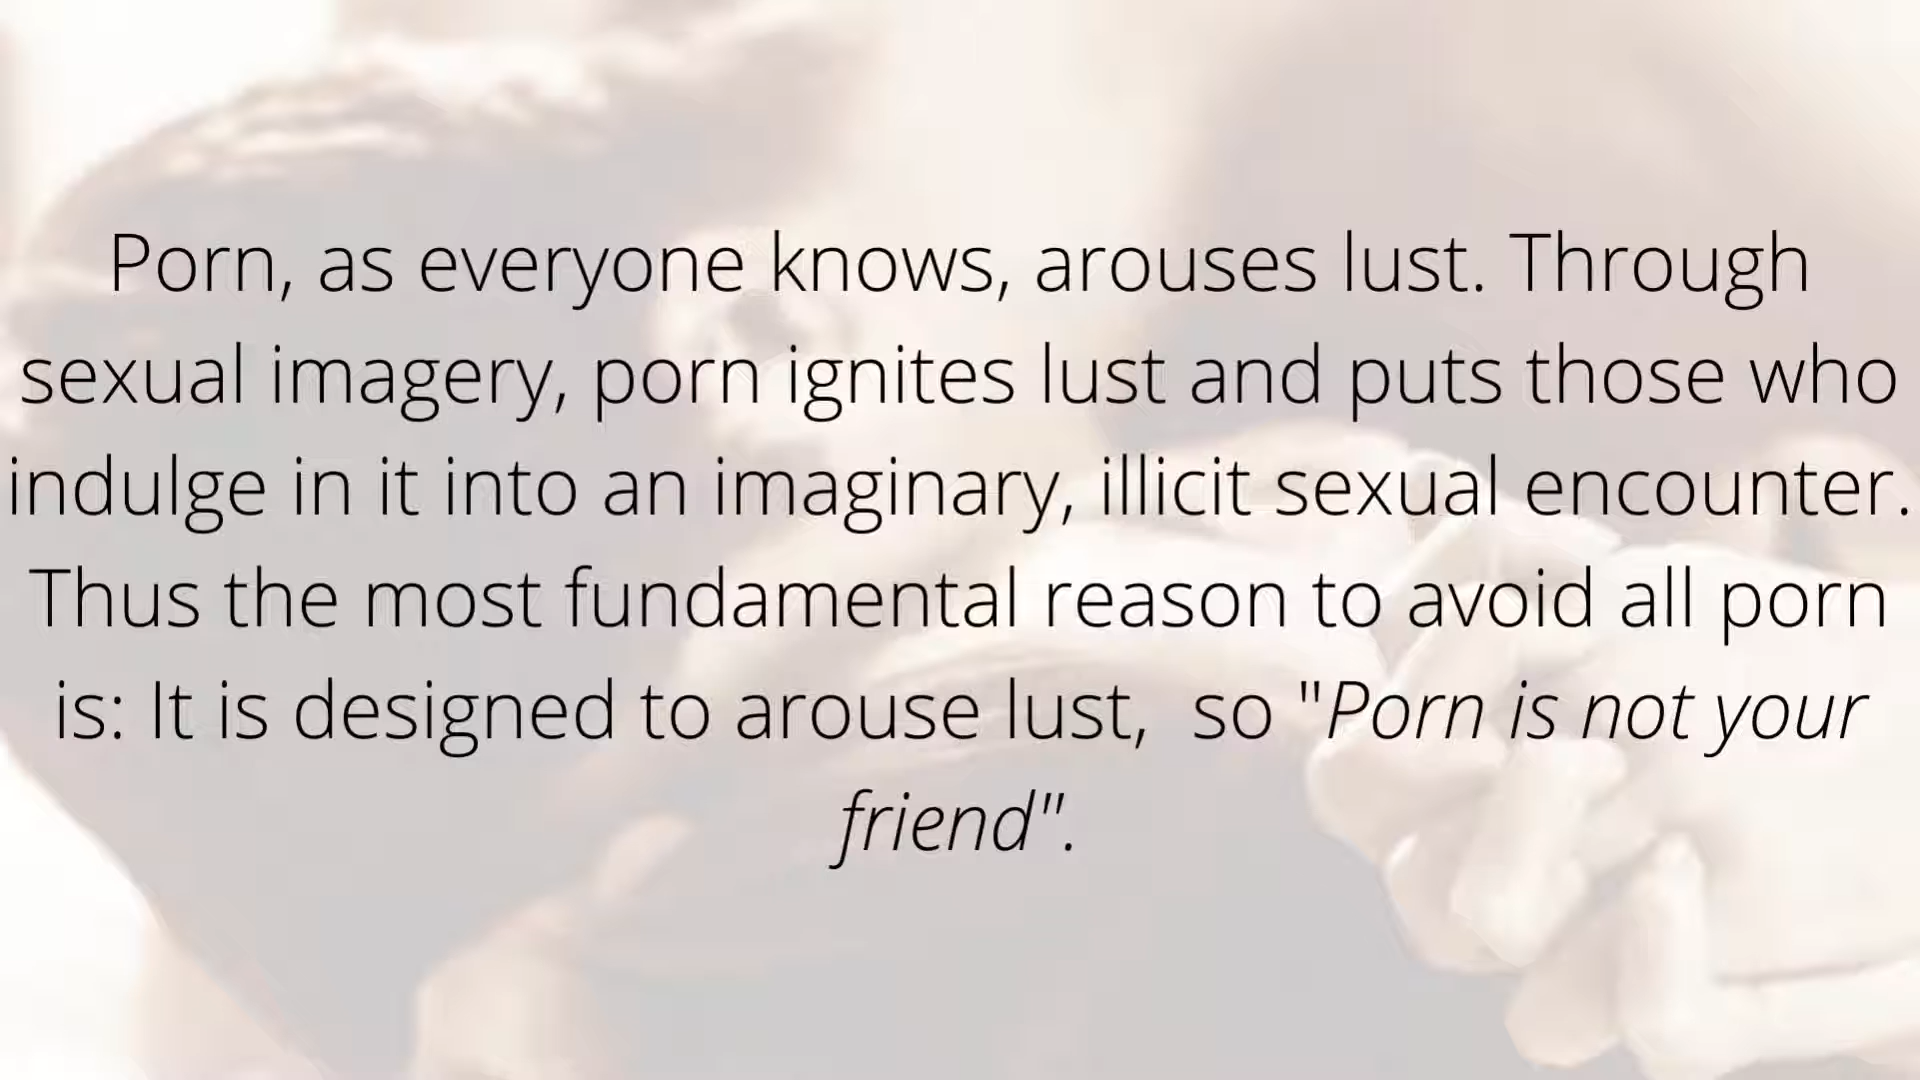 Porn, as everyone knows, arouses lust. Through
sexual imagery, porn ignites lust and puts those who
indulge in it into an imaginary, illicit sexual encounter.
Thus the most fundamental reason to avoid all porn
is: It is designed to arouse lust,  so "Porn is not your
friend".